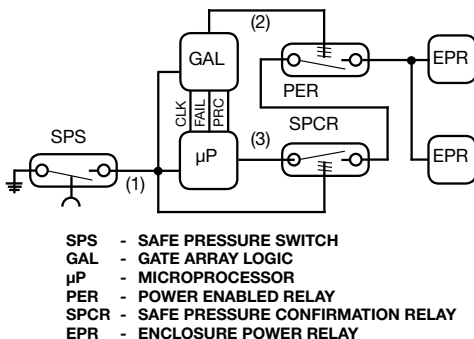 (2)
GAL
EPR
CLK
FAIL
PRC
PER
SPS
SPCR
µP
(3)
EPR
(1)
SPS - SAFE PRESSURE SWITCH
GAL - GATE ARRAY LOGIC
µP - MICROPROCESSOR
PER - POWER ENABLED RELAY
SPCR - SAFE PRESSURE CONFIRMATION RELAY
EPR - ENCLOSURE POWER RELAY